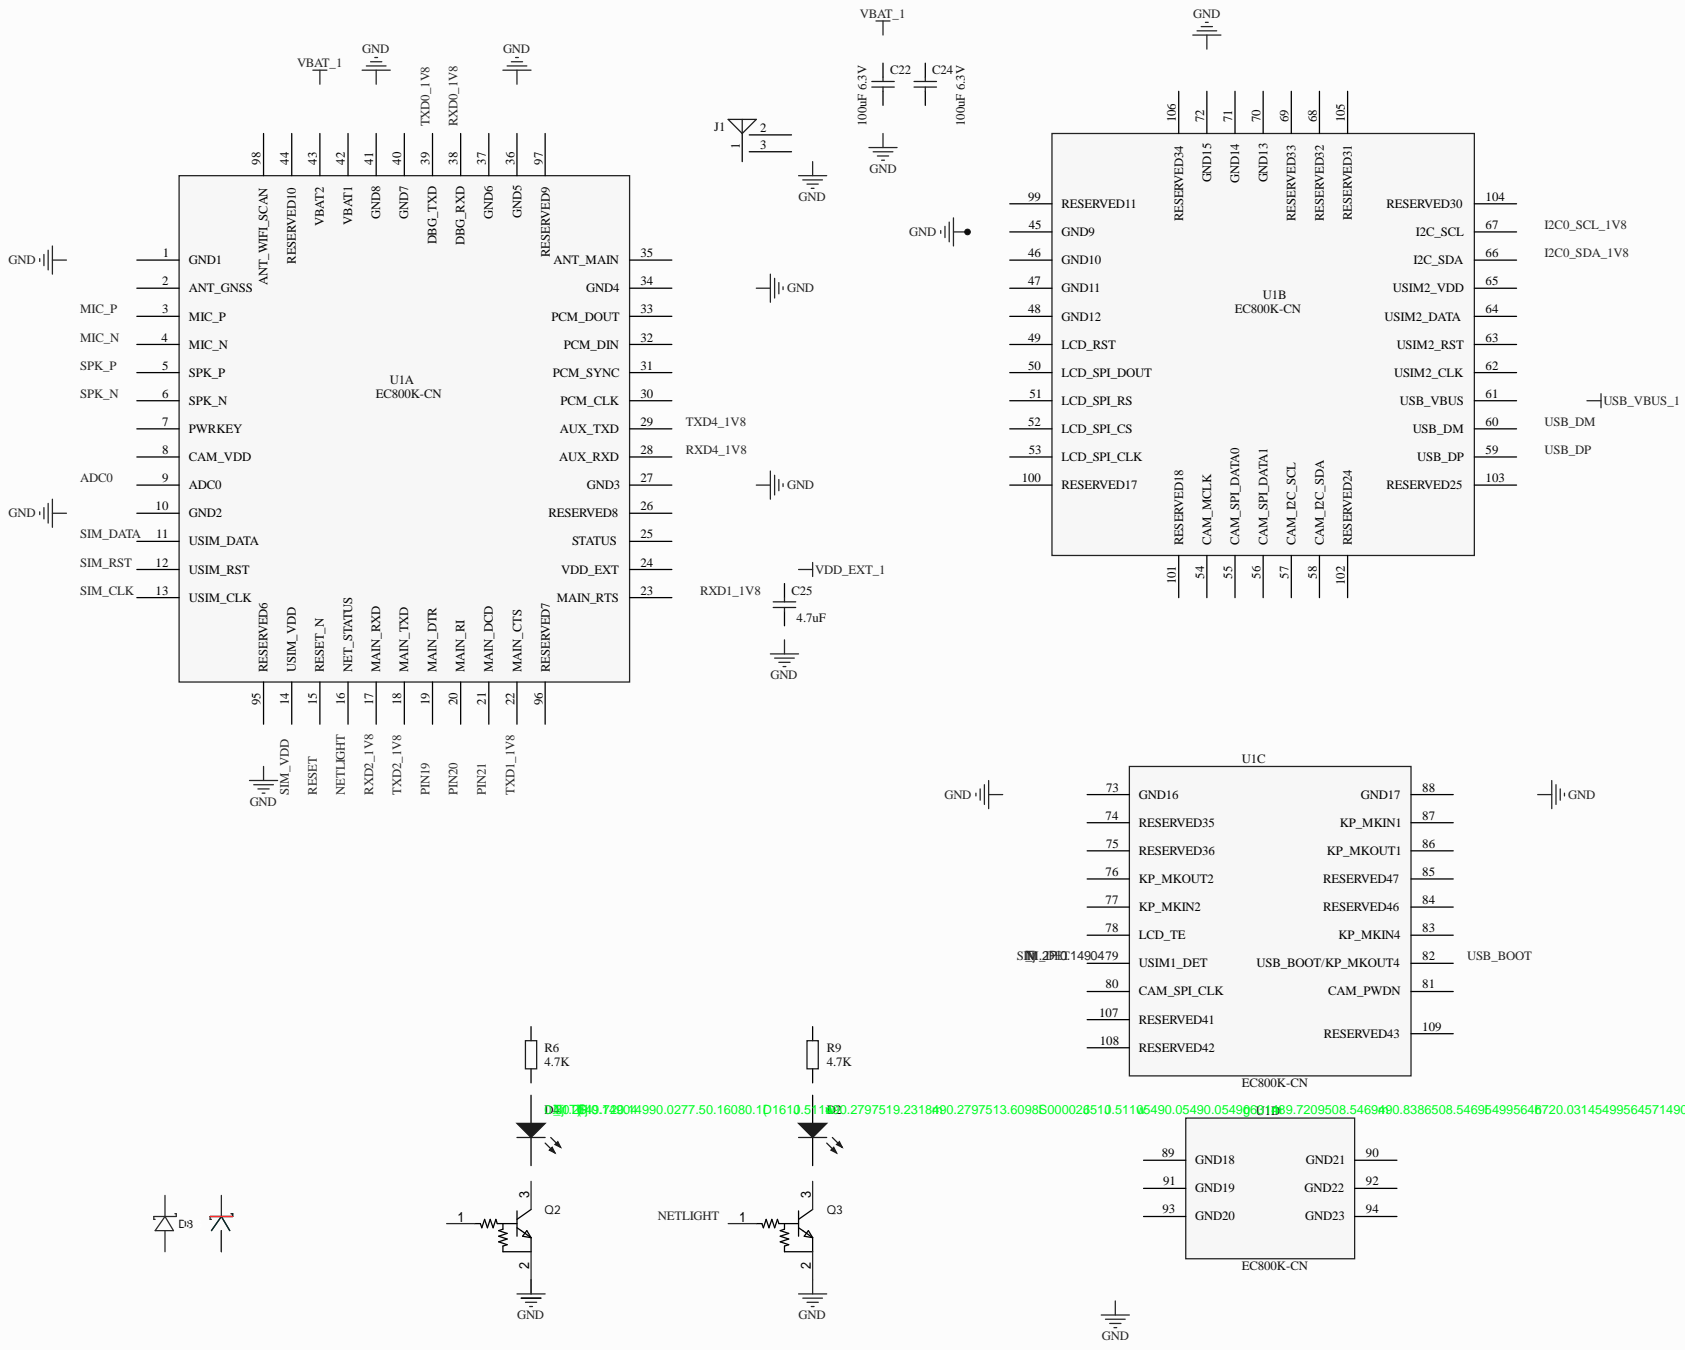 VBAT_1
GND
GND
VBAT_1
GND
TXD0_1V8
RXD0_1V8
C22
100uF 6.3V
C24
100uF 6.3V
GND
J1
1
2
3
GND
98
44
43
42
41
40
39
38
37
36
97
ANT_WIFI_SCAN
RESERVED10
VBAT2
VBAT1
GND8
GND7
DBG_TXD
DBG_RXD
GND6
GND5
RESERVED9
GND
1 GND1
2 ANT_GNSS
MIC_P 3 MIC_P
MIC_N 4 MIC_N
SPK_P 5 SPK_P
SPK_N 6 SPK_N
7 PWRKEY
8 CAM_VDD
ADC0 9 ADC0
GND 10 GND2
SIM_DATA 11 USIM_DATA
SIM_RST 12 USIM_RST
SIM_CLK 13 USIM_CLK
U1A
EC800K-CN
ANT_MAIN 35
GND4 34 GND
PCM_DOUT 33
PCM_DIN 32
PCM_SYNC 31
PCM_CLK 30
AUX_TXD 29 TXD4_1V8
AUX_RXD 28 RXD4_1V8
GND3 27 GND
RESERVED8 26
STATUS 25
VDD_EXT 24 VDD_EXT_1
MAIN_RTS 23 RXD1_1V8
C25
4.7uF
GND
RESERVED6
USIM_VDD
RESET_N
NET_STATUS
MAIN_RXD
MAIN_TXD
MAIN_DTR
MAIN_RI
MAIN_DCD
MAIN_CTS
RESERVED7
95
14
15
16
17
18
19
20
21
22
96
GND
SIM_VDD
RESET
NETLIGHT
RXD2_1V8
TXD2_1V8
PIN19
PIN20
PIN21
TXD1_1V8
106
72
71
70
69
68
105
RESERVED34
GND15
GND14
GND13
RESERVED33
RESERVED32
RESERVED31
99 RESERVED11
GND 45 GND9
46 GND10
47 GND11
48 GND12
49 LCD_RST
50 LCD_SPI_DOUT
51 LCD_SPI_RS
52 LCD_SPI_CS
53 LCD_SPI_CLK
100 RESERVED17
U1B
EC800K-CN
RESERVED30 104
I2C_SCL 67 I2C0_SCL_1V8
I2C_SDA 66 I2C0_SDA_1V8
USIM2_VDD 65
USIM2_DATA 64
USIM2_RST 63
USIM2_CLK 62
USB_VBUS 61 USB_VBUS_1
USB_DM 60 USB_DM
USB_DP 59 USB_DP
RESERVED25 103
RESERVED18
CAM_MCLK
CAM_SPI_DATA0
CAM_SPI_DATA1
CAM_I2C_SCL
CAM_I2C_SDA
RESERVED24
101
54
55
56
57
58
102
U1C
GND 73 GND16
74 RESERVED35
75 RESERVED36
76 KP_MKOUT2
77 KP_MKIN2
78 LCD_TE
79 USIM1_DET
80 CAM_SPI_CLK
107 RESERVED41
108 RESERVED42
GND17 88 GND
KP_MKIN1 87
KP_MKOUT1 86
RESERVED47 85
RESERVED46 84
KP_MKIN4 83
USB_BOOT/KP_MKOUT4 82 USB_BOOT
CAM_PWDN 81
RESERVED43 109
EC800K-CN
R6
4.7K
R9
4.7K
89 GND18 GND21 90
91 GND19 GND22 92
93 GND20 GND23 94
EC800K-CN
1
3
Q2
2
GND
NETLIGHT
1
3
Q3
2
GND
GND